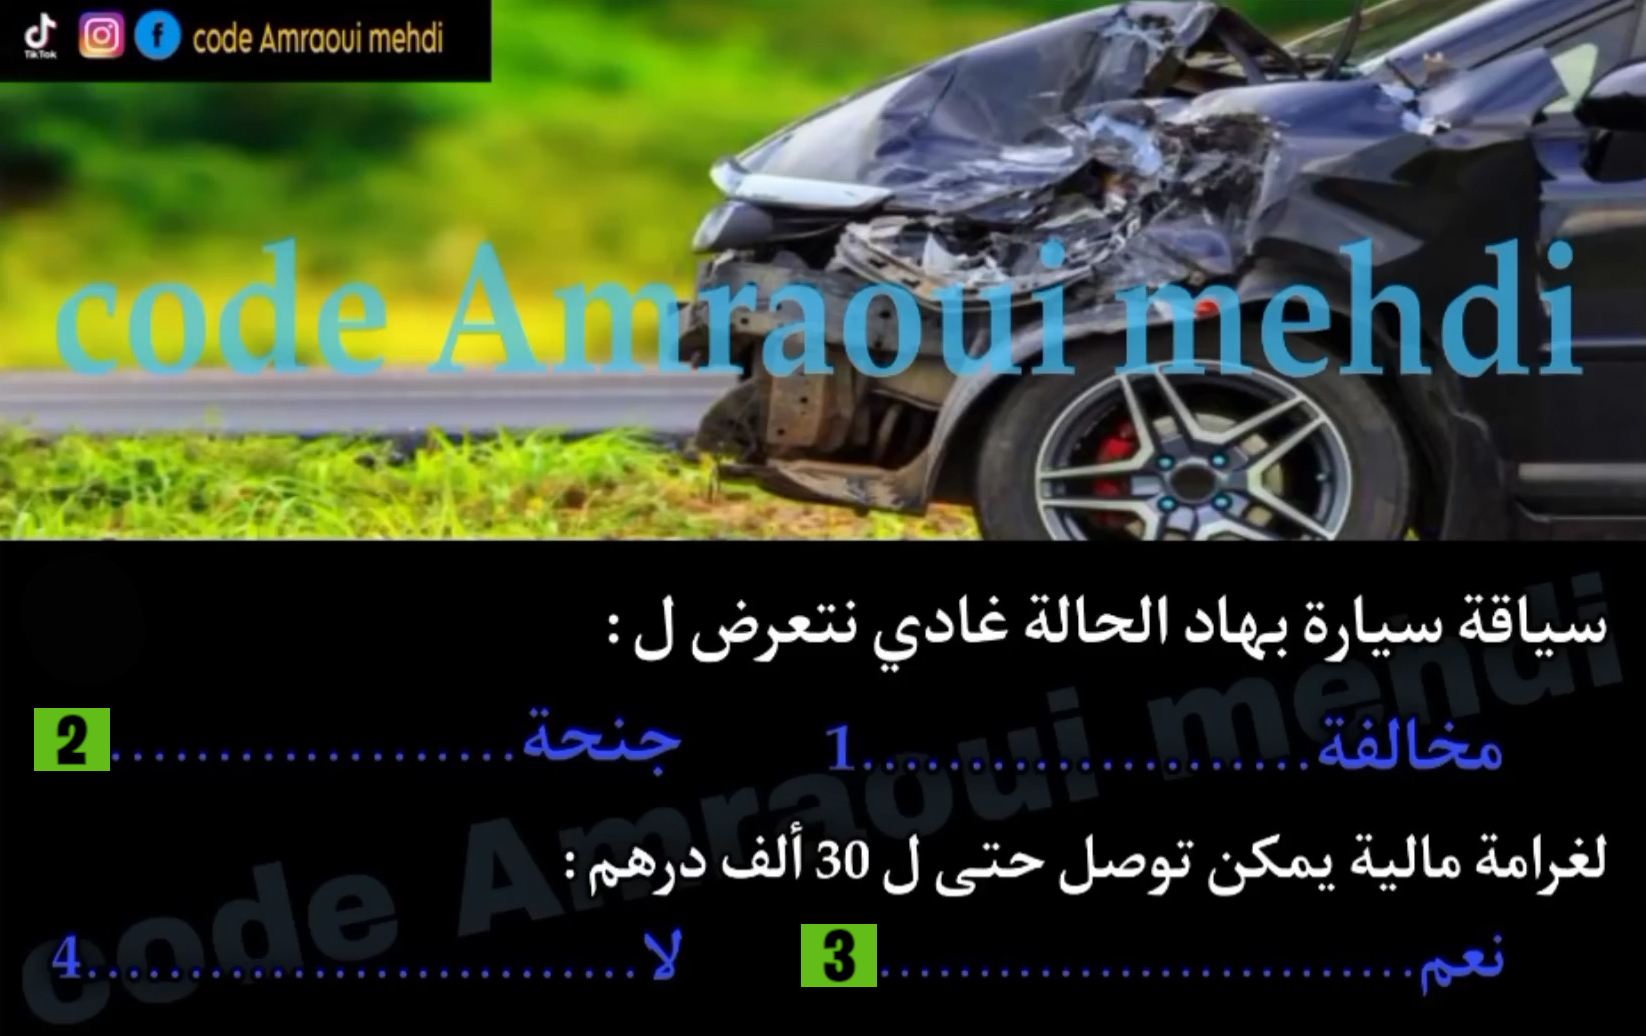 TikTok f code Amraoui mehdi
code Amraoui mehdi
سياقة سيارة بهاد الحالة غادي نتعرض ل :
مخالفة.....................1 جنحة...................2
لغرامة مالية يمكن توصل حتى ل 30 ألف درهم :
نعم.........................3 لا...........................4
code Amraoui mehdi